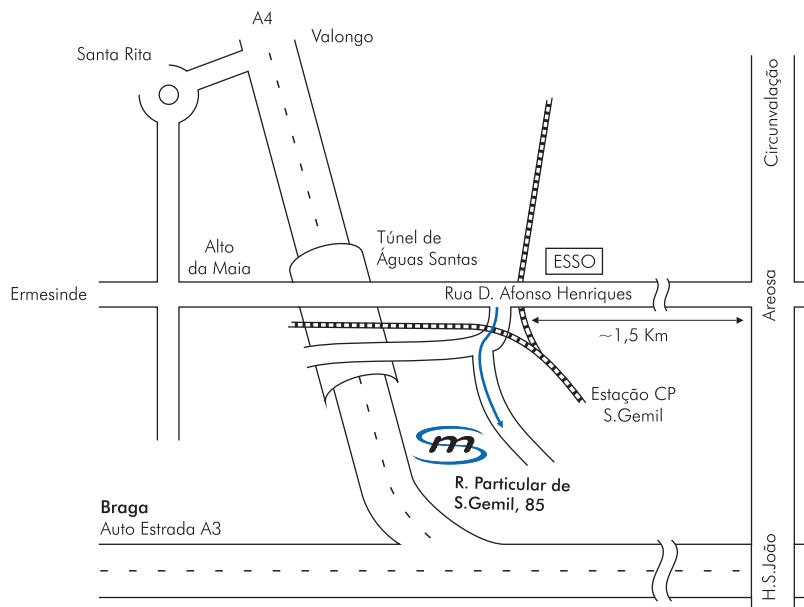 A4
Valongo
Santa Rita
Circunvalação
Túnel de
Águas Santas
Alto
da Maia
ESSO
Ermesinde
Rua D. Afonso Henriques
Areosa
~1,5 Km
Estação CP
S.Gemil
m
R. Particular de
S.Gemil, 85
Braga
Auto Estrada A3
H.S.João